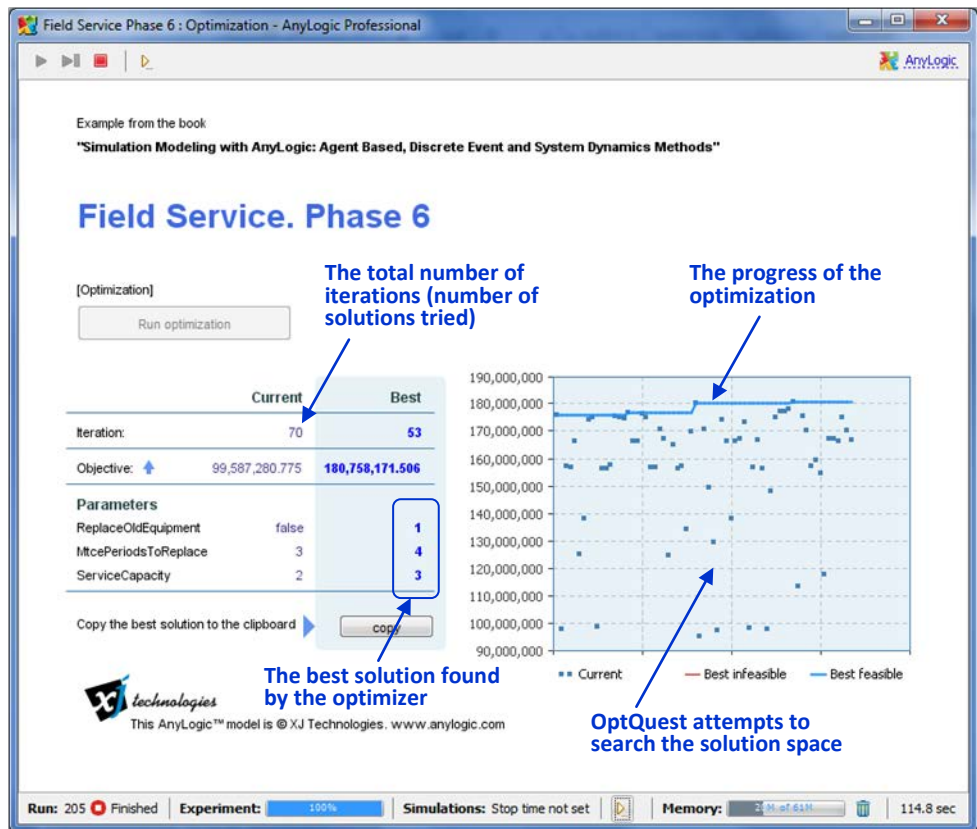 Field Service Phase 6 : Optimization - AnyLogic Professional
AnyLogic
Example from the book
"Simulation Modeling with AnyLogic: Agent Based, Discrete Event and System Dynamics Methods"
Field Service. Phase 6
The total number of
iterations (number of
solutions tried)
The progress of the
optimization
[Optimization]
Run optimization
Current Best
Iteration: 70 53
Objective: 99,587,280.775 180,758,171.506
Parameters
ReplaceOldEquipment false 1
MtcePeriodsToReplace 3 4
ServiceCapacity 2 3
Copy the best solution to the clipboard copy
190,000,000
180,000,000
170,000,000
160,000,000
150,000,000
140,000,000
130,000,000
120,000,000
110,000,000
100,000,000
90,000,000
Current Best infeasible Best feasible
The best solution found
by the optimizer
OptQuest attempts to
search the solution space
xj technologies
This AnyLogic™ model is © XJ Technologies. www.anylogic.com
Run: 205 Finished Experiment: 100% Simulations: Stop time not set Memory: M of 61M 114.8 sec